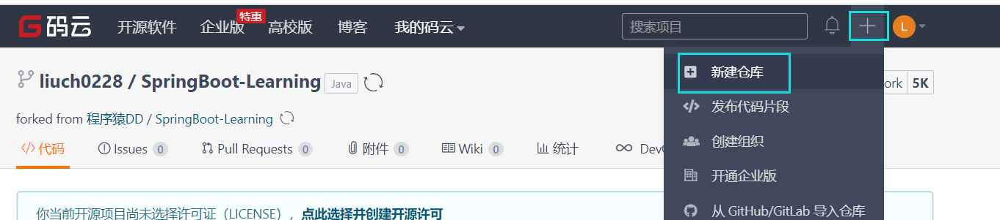 G码云 开源软件 企业版 特惠 高校版 博客 我的码云 搜索项目 L
liuch0228 / SpringBoot-Learning Java
新建仓库
ork 5K
forked from 程序猿DD / SpringBoot-Learning
发布代码片段
代码 Issues 0 Pull Requests 0 附件 0 Wiki 0 统计 Dev
创建组织
开通企业版
从 GitHub/GitLab 导入仓库
你当前开源项目尚未选择许可证（LICENSE），点此选择并创建开源许可